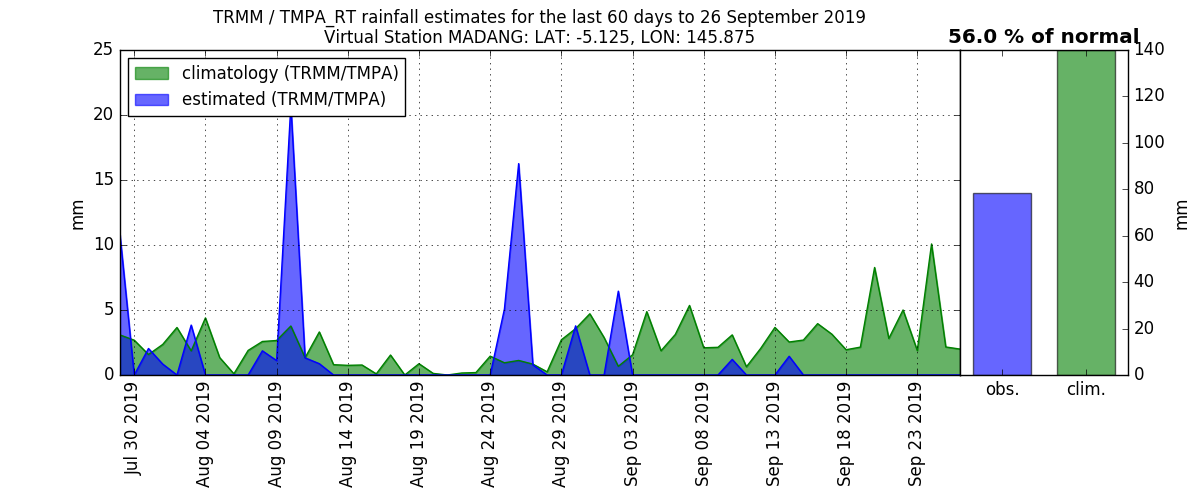 TRMM / TMPA_RT rainfall estimates for the last 60 days to 26 September 2019
Virtual Station MADANG: LAT: -5.125, LON: 145.875
56.0 % of normal
climatology (TRMM/TMPA)
estimated (TRMM/TMPA)
mm
25
20
15
10
5
0
Jul 30 2019
Aug 04 2019
Aug 09 2019
Aug 14 2019
Aug 19 2019
Aug 24 2019
Aug 29 2019
Sep 03 2019
Sep 08 2019
Sep 13 2019
Sep 18 2019
Sep 23 2019
obs.
clim.
140
120
100
80
60
40
20
0
mm